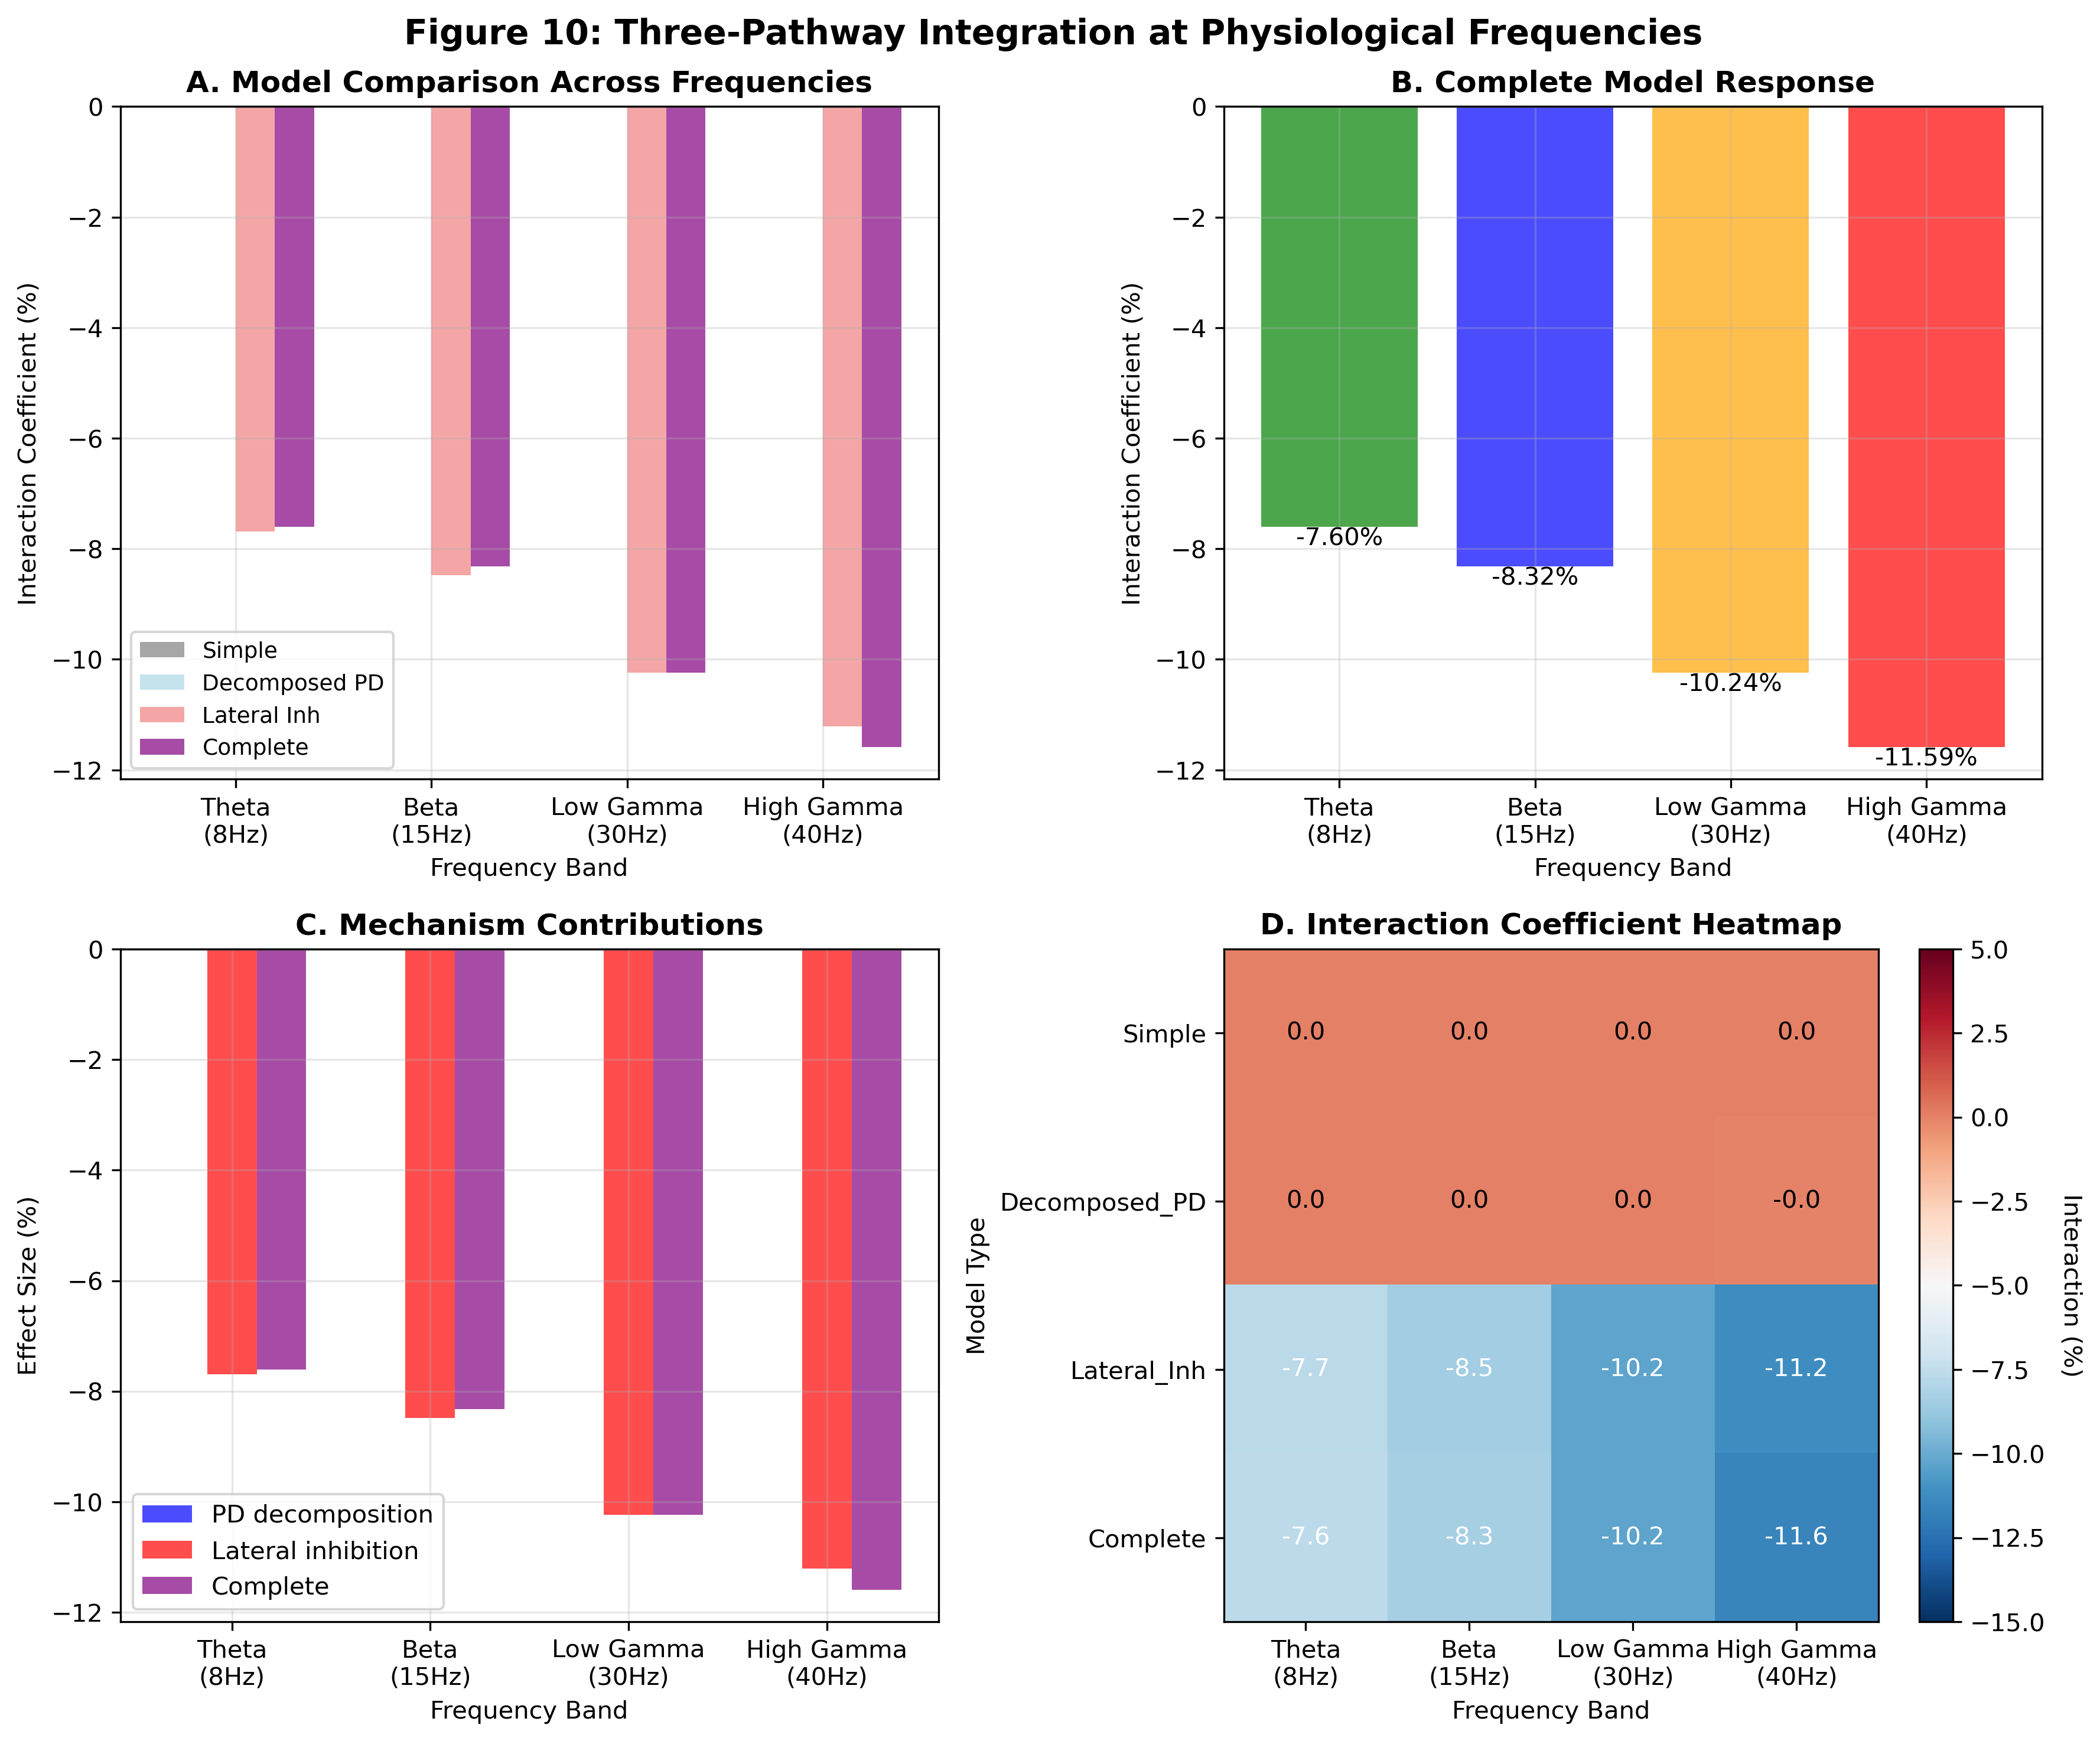 Figure 10: Three-Pathway Integration at Physiological Frequencies
A. Model Comparison Across Frequencies
0
−2
−4
−6
−8
−10
−12
Interaction Coefficient (%)
Simple
Decomposed PD
Lateral Inh
Complete
Theta
(8Hz)
Beta
(15Hz)
Low Gamma
(30Hz)
High Gamma
(40Hz)
Frequency Band
B. Complete Model Response
0
−2
−4
−6
−8
−10
−12
Interaction Coefficient (%)
-7.60%
-8.32%
-10.24%
-11.59%
Theta
(8Hz)
Beta
(15Hz)
Low Gamma
(30Hz)
High Gamma
(40Hz)
Frequency Band
C. Mechanism Contributions
0
−2
−4
−6
−8
−10
−12
Effect Size (%)
PD decomposition
Lateral inhibition
Complete
Theta
(8Hz)
Beta
(15Hz)
Low Gamma
(30Hz)
High Gamma
(40Hz)
Frequency Band
D. Interaction Coefficient Heatmap
Model Type
Simple
0.0 0.0 0.0 0.0
Decomposed_PD
0.0 0.0 0.0 -0.0
Lateral_Inh
-7.7 -8.5 -10.2 -11.2
Complete
-7.6 -8.3 -10.2 -11.6
Theta
(8Hz)
Beta
(15Hz)
Low Gamma
(30Hz)
High Gamma
(40Hz)
Frequency Band
5.0
2.5
0.0
−2.5
−5.0
−7.5
−10.0
−12.5
−15.0
Interaction (%)